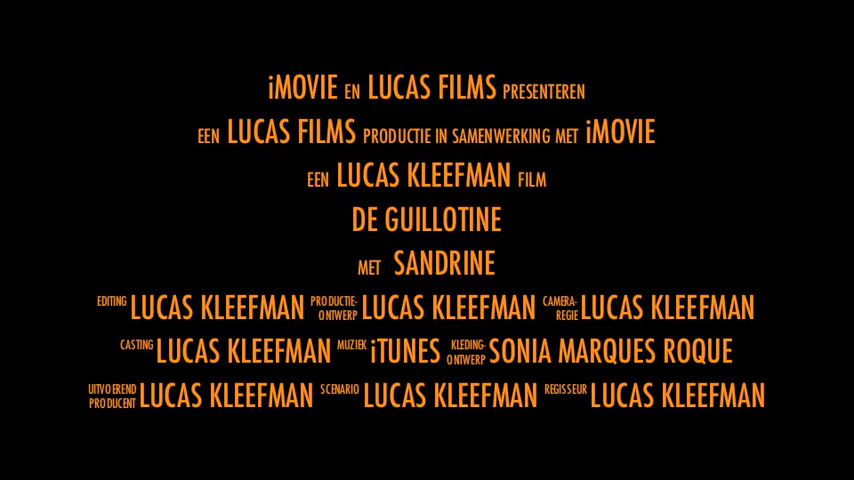 iMOVIE EN LUCAS FILMS PRESENTEREN
EEN LUCAS FILMS PRODUCTIE IN SAMENWERKING MET iMOVIE
EEN LUCAS KLEEFMAN FILM
DE GUILLOTINE
MET SANDRINE
EDITING LUCAS KLEEFMAN PRODUCTIE-ONTWERP LUCAS KLEEFMAN CAMERA-REGIE LUCAS KLEEFMAN
CASTING LUCAS KLEEFMAN MUZIEK iTUNES KLEDING-ONTWERP SONIA MARQUES ROQUE
UITVOEREND PRODUCENT LUCAS KLEEFMAN SCENARIO LUCAS KLEEFMAN REGISSEUR LUCAS KLEEFMAN